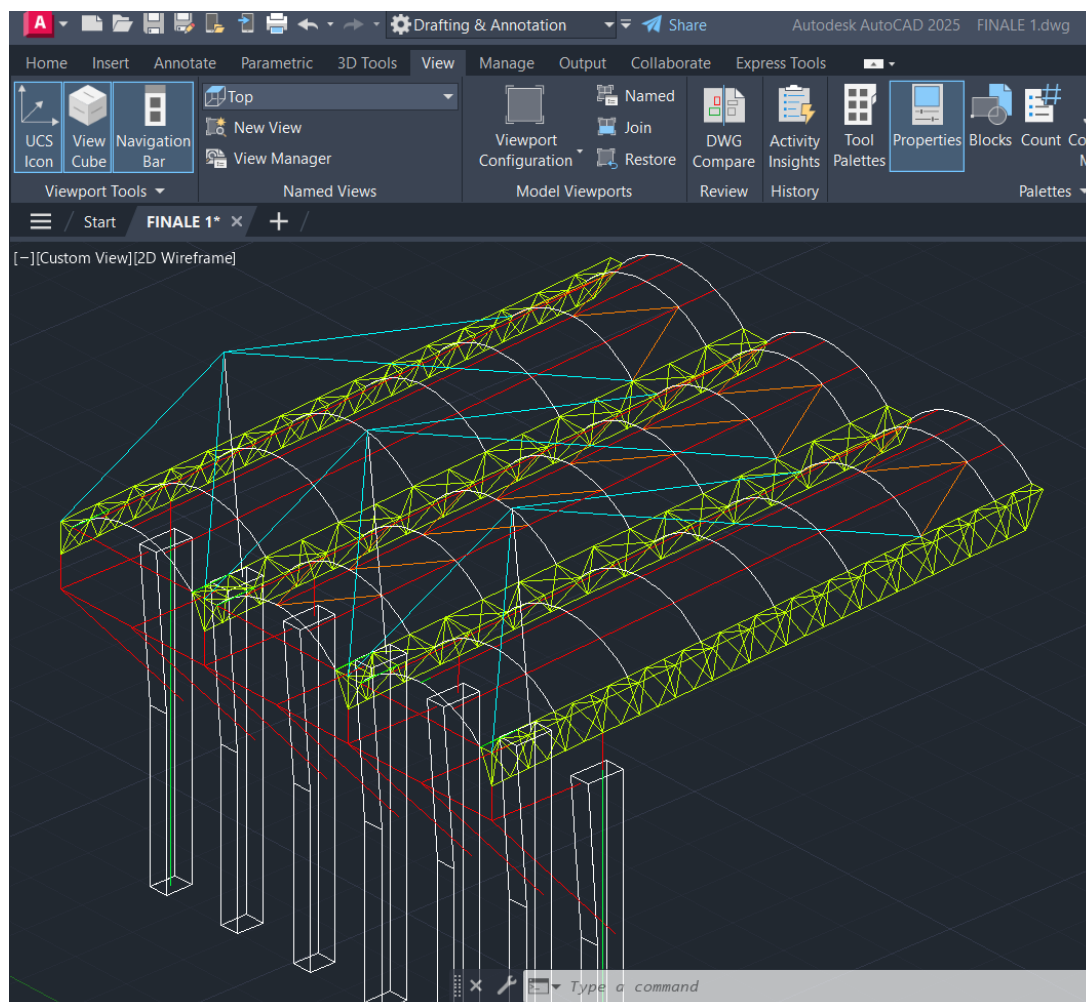 A Drafting & Annotation Share Autodesk AutoCAD 2025 FINALE 1.dwg
Home Insert Annotate Parametric 3D Tools View Manage Output Collaborate Express Tools
UCS Icon
View Cube
Navigation Bar
Top
New View
View Manager
Viewport Configuration
Named
Join
Restore
DWG Compare
Activity Insights
Tool Palettes
Properties
Blocks
Count
Viewport Tools Named Views Model Viewports Review History Palettes
Start FINALE 1*
[−][Custom View][2D Wireframe]
Type a command